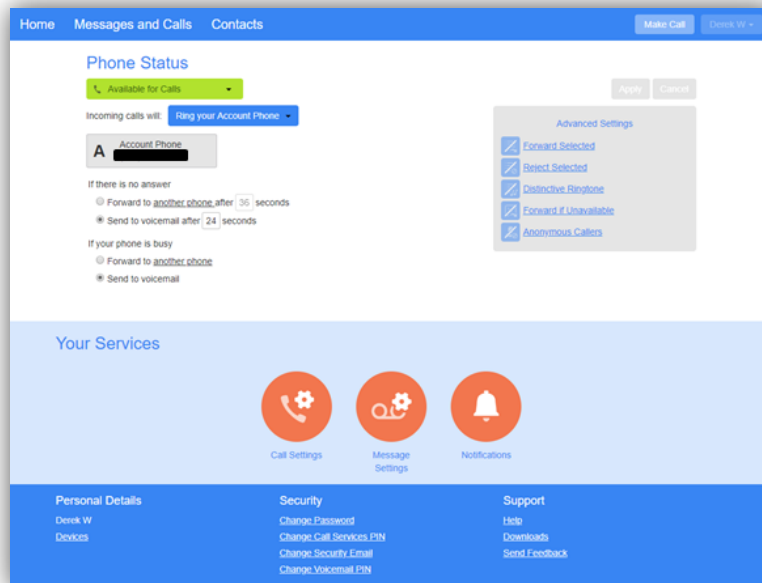 Home Messages and Calls Contacts Make Call Derek W
Phone Status
Available for Calls
Apply Cancel
Incoming calls will: Ring your Account Phone
Advanced Settings
A Account Phone
Forward Selected
Reject Selected
Distinctive Ringtone
Forward if Unavailable
Anonymous Callers
If there is no answer
Forward to another phone after 36 seconds
Send to voicemail after 24 seconds
If your phone is busy
Forward to another phone
Send to voicemail
Your Services
Call Settings
Message Settings
Notifications
Personal Details
Derek W
Devices
Security
Change Password
Change Call Services PIN
Change Security Email
Change Voicemail PIN
Support
Help
Downloads
Send Feedback